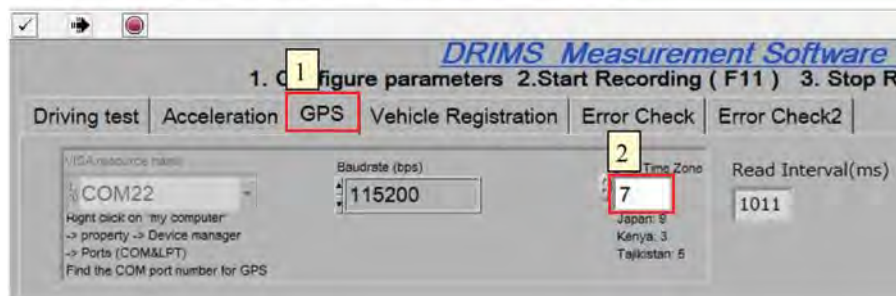 DRIMS Measurement Software
1. C figure parameters 2.Start Recording ( F11 ) 3. Stop R
1
Driving test Acceleration GPS Vehicle Registration Error Check Error Check2
VISA resource name
COM22
Right click on "my computer"
-> property -> Device manager
-> Ports (COM&LPT)
Find the COM port number for GPS
Baudrate (bps)
115200
2
Time Zone
7
Japan: 9
Kenya: 3
Tajikistan: 5
Read Interval(ms)
1011